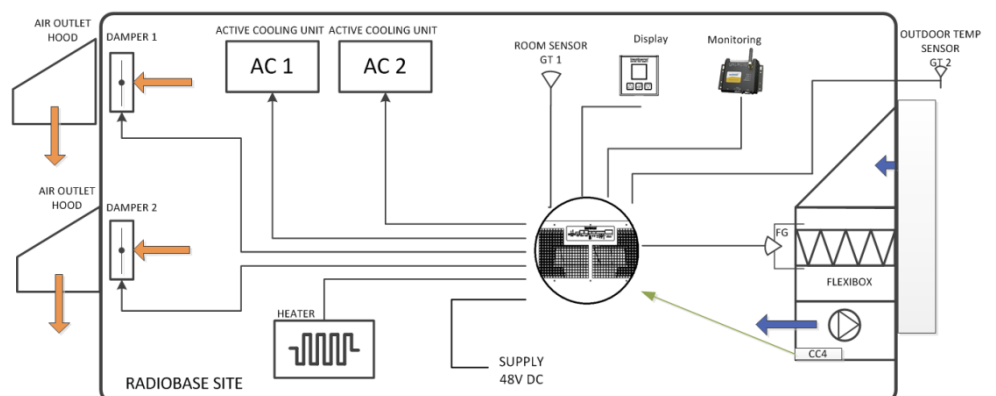 AIR OUTLET
HOOD
DAMPER 1
ACTIVE COOLING UNIT
AC 1
ACTIVE COOLING UNIT
AC 2
ROOM SENSOR
GT 1
Display
Monitoring
OUTDOOR TEMP
SENSOR
GT 2
AIR OUTLET
HOOD
DAMPER 2
FG
FLEXIBOX
HEATER
CC4
SUPPLY
48V DC
RADIOBASE SITE